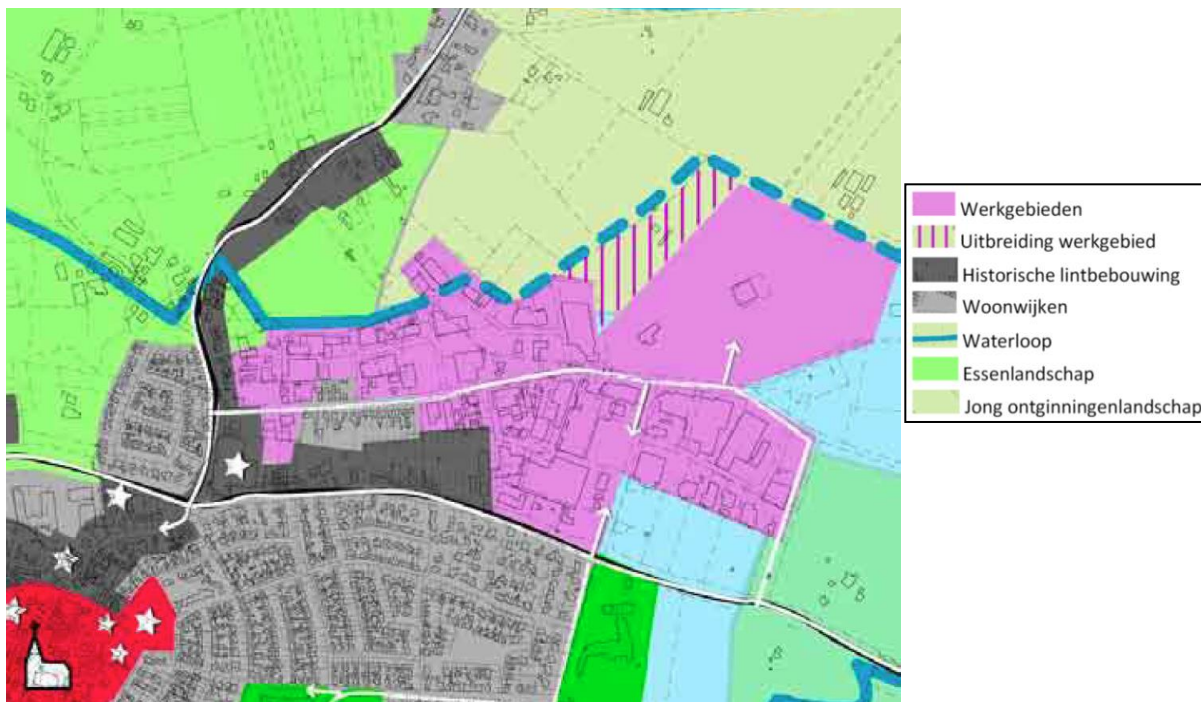 Werkgebieden
Uitbreiding werkgebied
Historische lintbebouwing
Woonwijken
Waterloop
Essenlandschap
Jong ontginningenlandschap